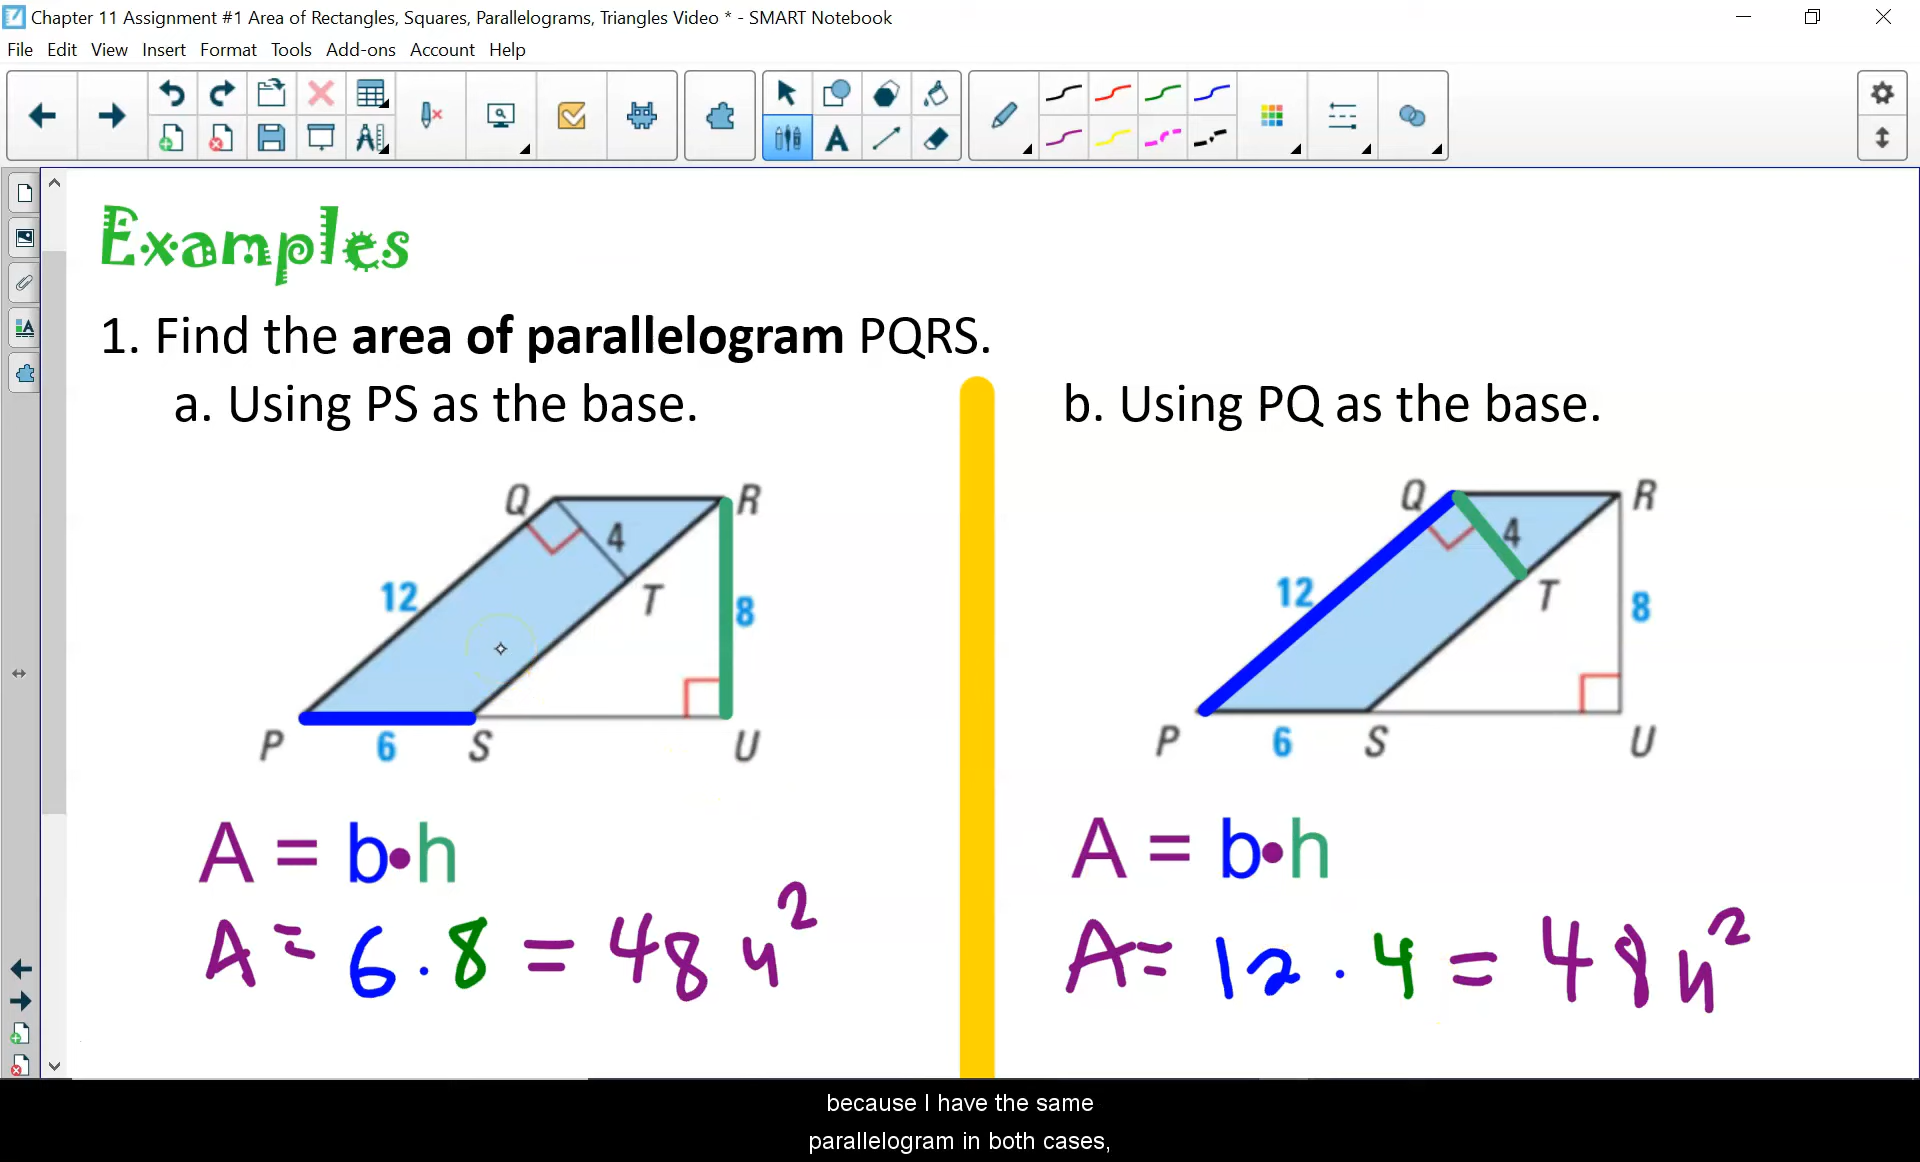 Chapter 11 Assignment #1 Area of Rectangles, Squares, Parallelograms, Triangles Video * - SMART Notebook
File Edit View Insert Format Tools Add-ons Account Help
Examples
1. Find the area of parallelogram PQRS.
a. Using PS as the base.
Q R
4
12
T
8
P 6 S U
A = b•h
A = 6 · 8 = 48 u²
b. Using PQ as the base.
Q R
4
12
T
8
P 6 S U
A = b•h
A = 12 · 4 = 48 u²
because I have the same
parallelogram in both cases,